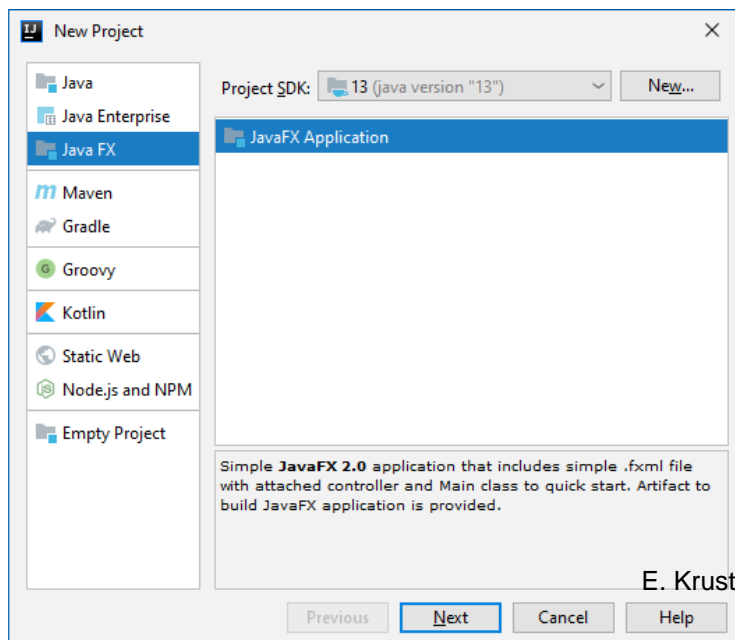 New Project
Java
Java Enterprise
Java FX
Maven
Gradle
Groovy
Kotlin
Static Web
Node.js and NPM
Empty Project
Project SDK: 13 (java version "13") New...
JavaFX Application
Simple JavaFX 2.0 application that includes simple .fxml file
with attached controller and Main class to quick start. Artifact to
build JavaFX application is provided.
E. Krust
Previous Next Cancel Help